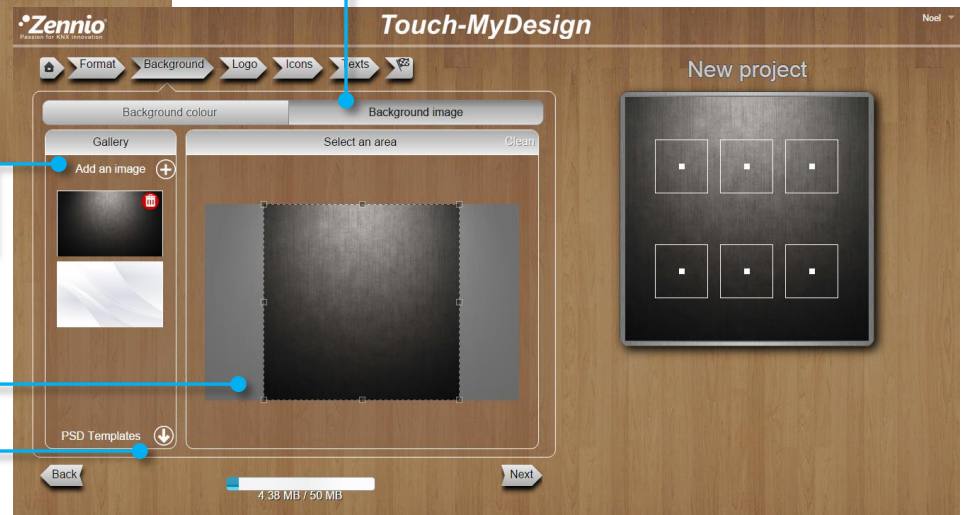 Zennio
Passion for KNX Innovation
Touch-MyDesign
Noel
Format
Background
Logo
Icons
Texts
New project
Background colour
Background image
Gallery
Select an area
Clean
Add an image
PSD Templates
Back
4.38 MB / 50 MB
Next